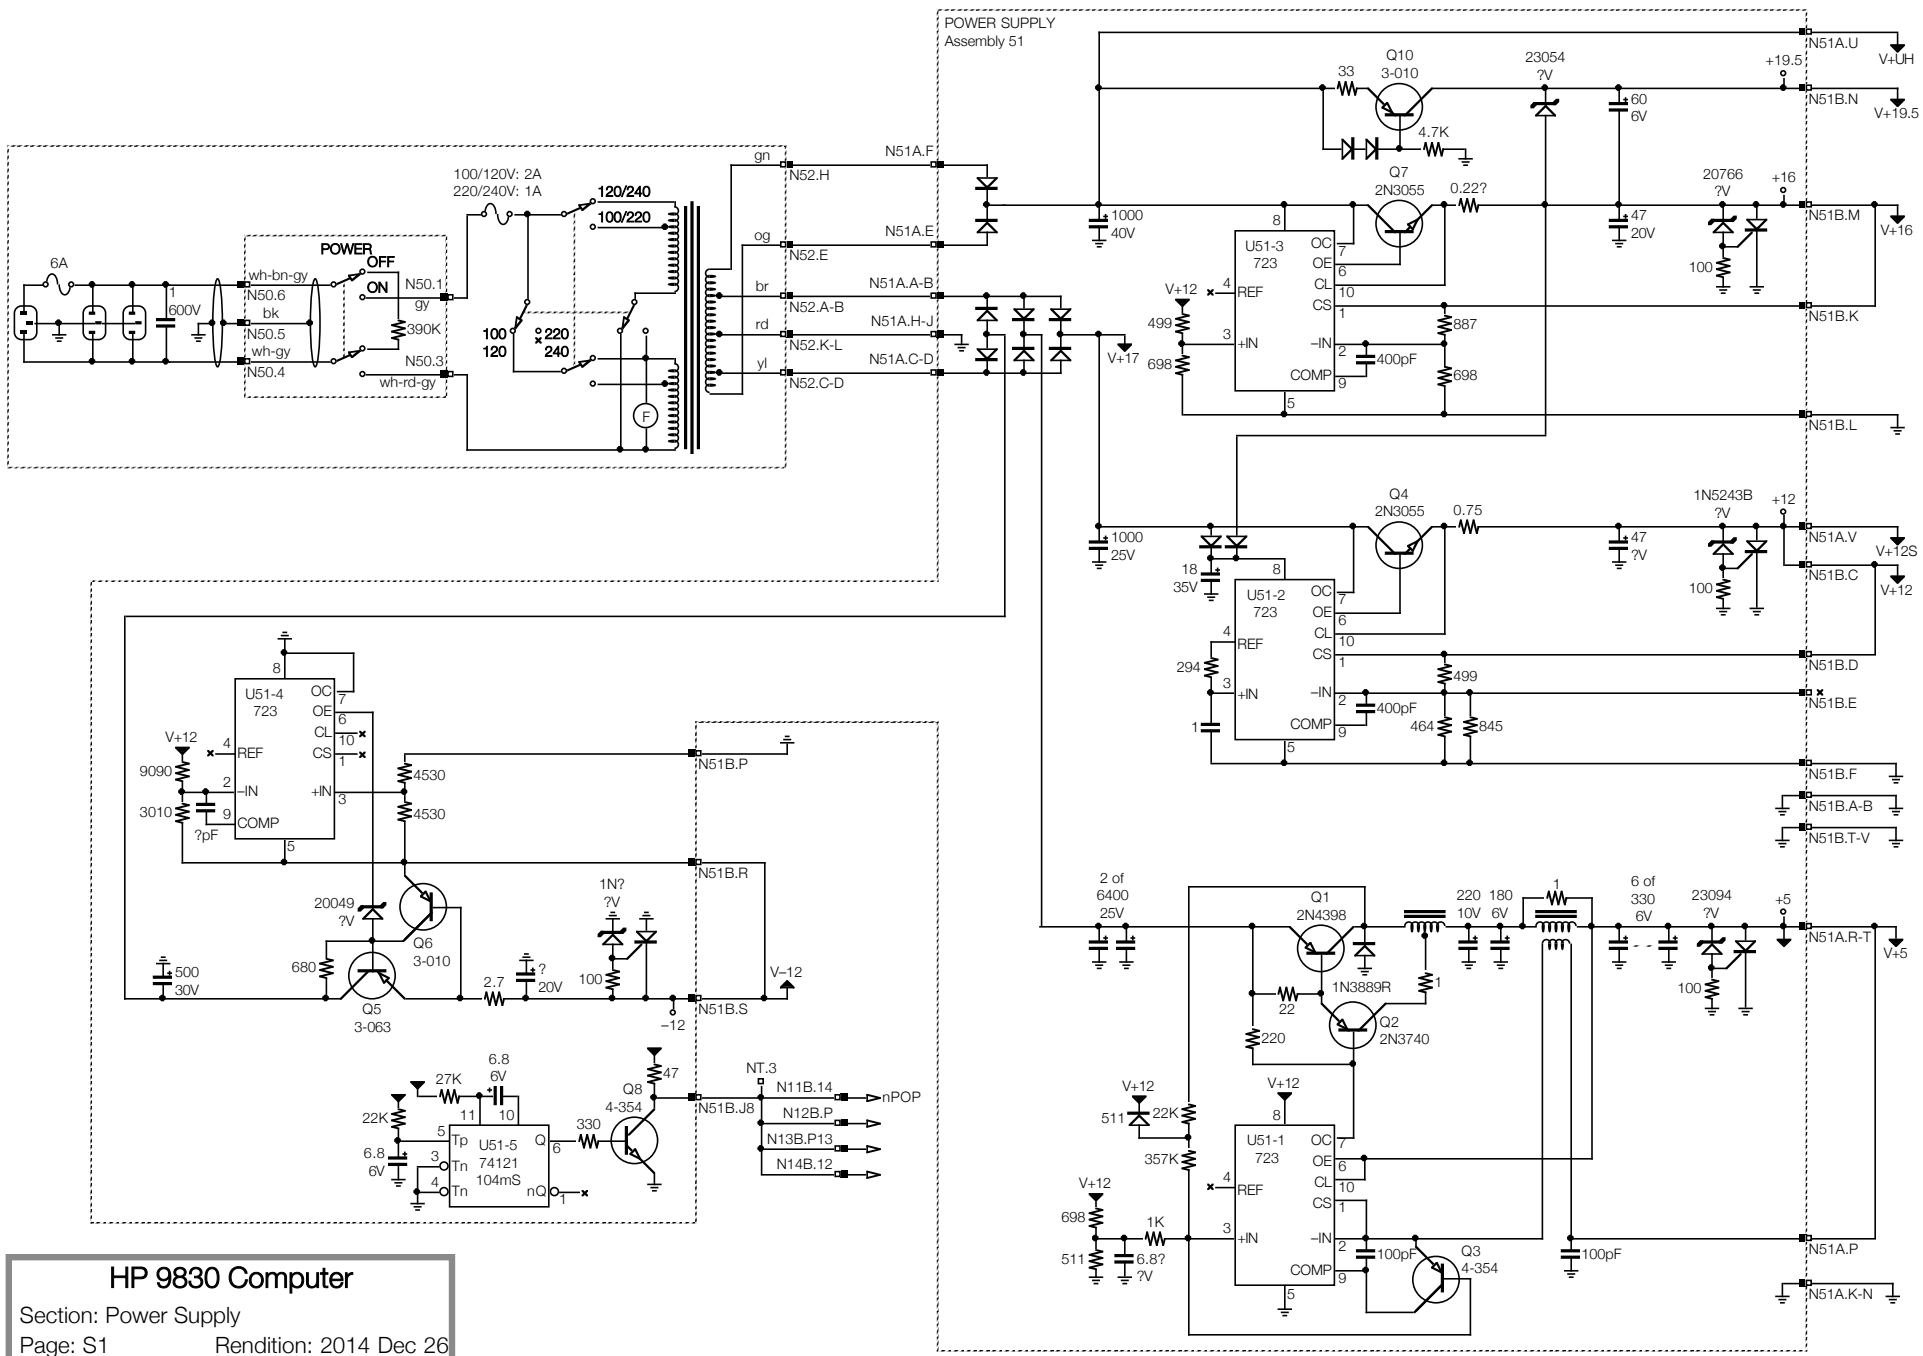 POWER SUPPLY
Assembly 51
N51A.U
V+UH
Q10
3-010
33
4.7K
23054
?V
60
6V
+19.5
N51B.N
V+19.5
gn
N52.H
N51A.F
og
N52.E
N51A.E
br
N52.A-B
N51A.A-B
rd
N52.K-L
N51A.H-J
yl
N52.C-D
N51A.C-D
100/120V: 2A
220/240V: 1A
120/240
100/220
100
120
220
240
F
6A
1
600V
wh-bn-gy
N50.6
bk
N50.5
wh-gy
N50.4
POWER
OFF
ON
390K
N50.1
gy
N50.3
wh-rd-gy
V+17
1000
40V
Q7
2N3055
0.22?
47
20V
20766
?V
100
+16
N51B.M
V+16
U51-3
723
8
OC
7
OE
6
CL
10
CS
1
4
REF
3
+IN
–IN
2
COMP
9
5
V+12
499
698
887
400pF
698
N51B.K
N51B.L
1000
25V
18
35V
Q4
2N3055
0.75
47
?V
1N5243B
?V
100
+12
N51A.V
V+12S
N51B.C
V+12
U51-2
723
8
OC
7
OE
6
CL
10
CS
1
4
REF
3
+IN
–IN
2
COMP
9
5
294
1
499
400pF
464
845
N51B.D
N51B.E
N51B.F
N51B.A-B
N51B.T-V
U51-4
723
8
OC
7
OE
6
CL
10
CS
1
4
REF
2
–IN
+IN
3
9
COMP
5
V+12
9090
3010
?pF
4530
4530
N51B.P
N51B.R
20049
?V
Q6
3-010
680
500
30V
Q5
3-063
2.7
?
20V
1N?
?V
100
–12
N51B.S
V–12
22K
27K
6.8
6V
6.8
6V
11
10
5
Tp
3
Tn
4
Tn
U51-5
74121
104mS
Q
6
nQ
1
330
Q8
4-354
47
N51B.J8
NT.3
N11B.14
nPOP
N12B.P
N13B.P13
N14B.12
2 of
6400
25V
Q1
2N4398
1N3889R
22
220
Q2
2N3740
1
220
10V
180
6V
1
6 of
330
6V
23094
?V
100
+5
N51A.R-T
V+5
V+12
511
22K
357K
V+12
U51-1
723
8
OC
7
OE
6
CL
10
CS
1
4
REF
3
+IN
–IN
2
COMP
9
5
V+12
698
511
1K
6.8?
?V
100pF
Q3
4-354
100pF
N51A.P
N51A.K-N
HP 9830 Computer
Section: Power Supply
Page: S1 Rendition: 2014 Dec 26